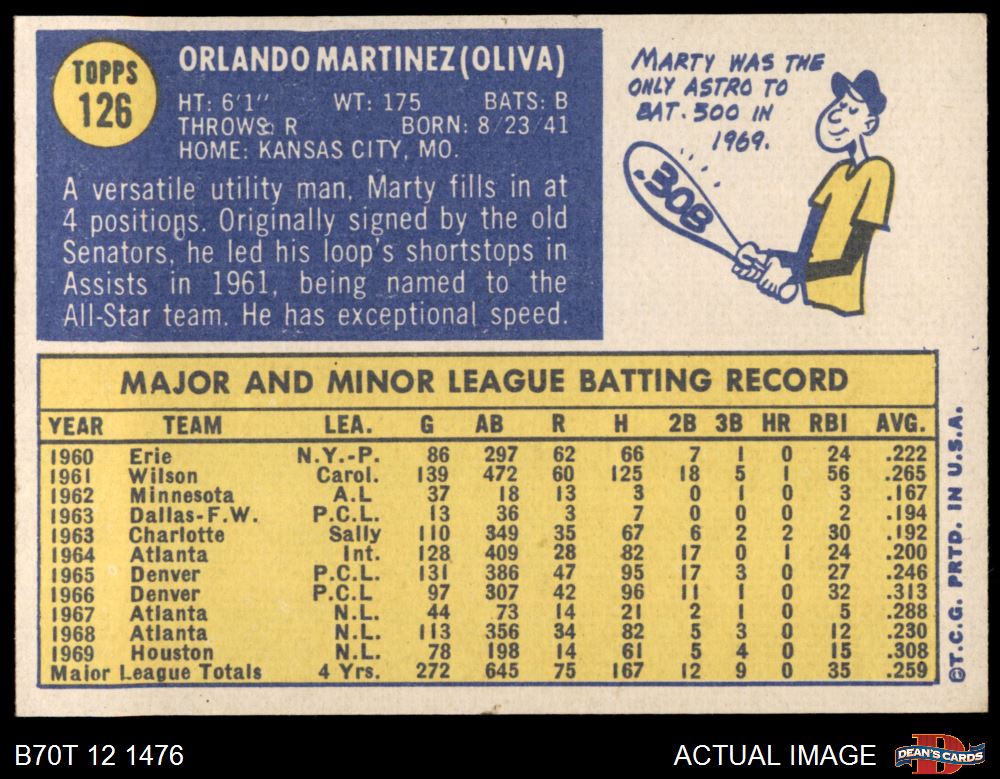 TOPPS
126
ORLANDO MARTINEZ (OLIVA)
HT: 6'1" WT: 175 BATS: B
THROWS: R BORN: 8/23/41
HOME: KANSAS CITY, MO.
A versatile utility man, Marty fills in at
4 positions. Originally signed by the old
Senators, he led his loop's shortstops in
Assists in 1961, being named to the
All-Star team. He has exceptional speed.
MARTY WAS THE
ONLY ASTRO TO
BAT .300 IN
1969.
.308
MAJOR AND MINOR LEAGUE BATTING RECORD
YEAR TEAM LEA. G AB R H 2B 3B HR RBI AVG.
1960 Erie N.Y.-P. 86 297 62 66 7 1 0 24 .222
1961 Wilson Carol. 139 472 60 125 18 5 1 56 .265
1962 Minnesota A.L 37 18 13 3 0 1 0 3 .167
1963 Dallas-F.W. P.C.L. 13 36 3 7 0 0 0 2 .194
1963 Charlotte Sally 110 349 35 67 6 2 2 30 .192
1964 Atlanta Int. 128 409 28 82 17 0 1 24 .200
1965 Denver P.C.L. 131 386 47 95 17 3 0 27 .246
1966 Denver P.C.L 97 307 42 96 11 1 0 32 .313
1967 Atlanta N.L. 44 73 14 21 2 1 0 5 .288
1968 Atlanta N.L. 113 356 34 82 5 3 0 12 .230
1969 Houston N.L. 78 198 14 61 5 4 0 15 .308
Major League Totals 4 Yrs. 272 645 75 167 12 9 0 35 .259
©T.C.G. PRTD. IN U.S.A.
B70T 12 1476
ACTUAL IMAGE
D
DEAN'S CARDS